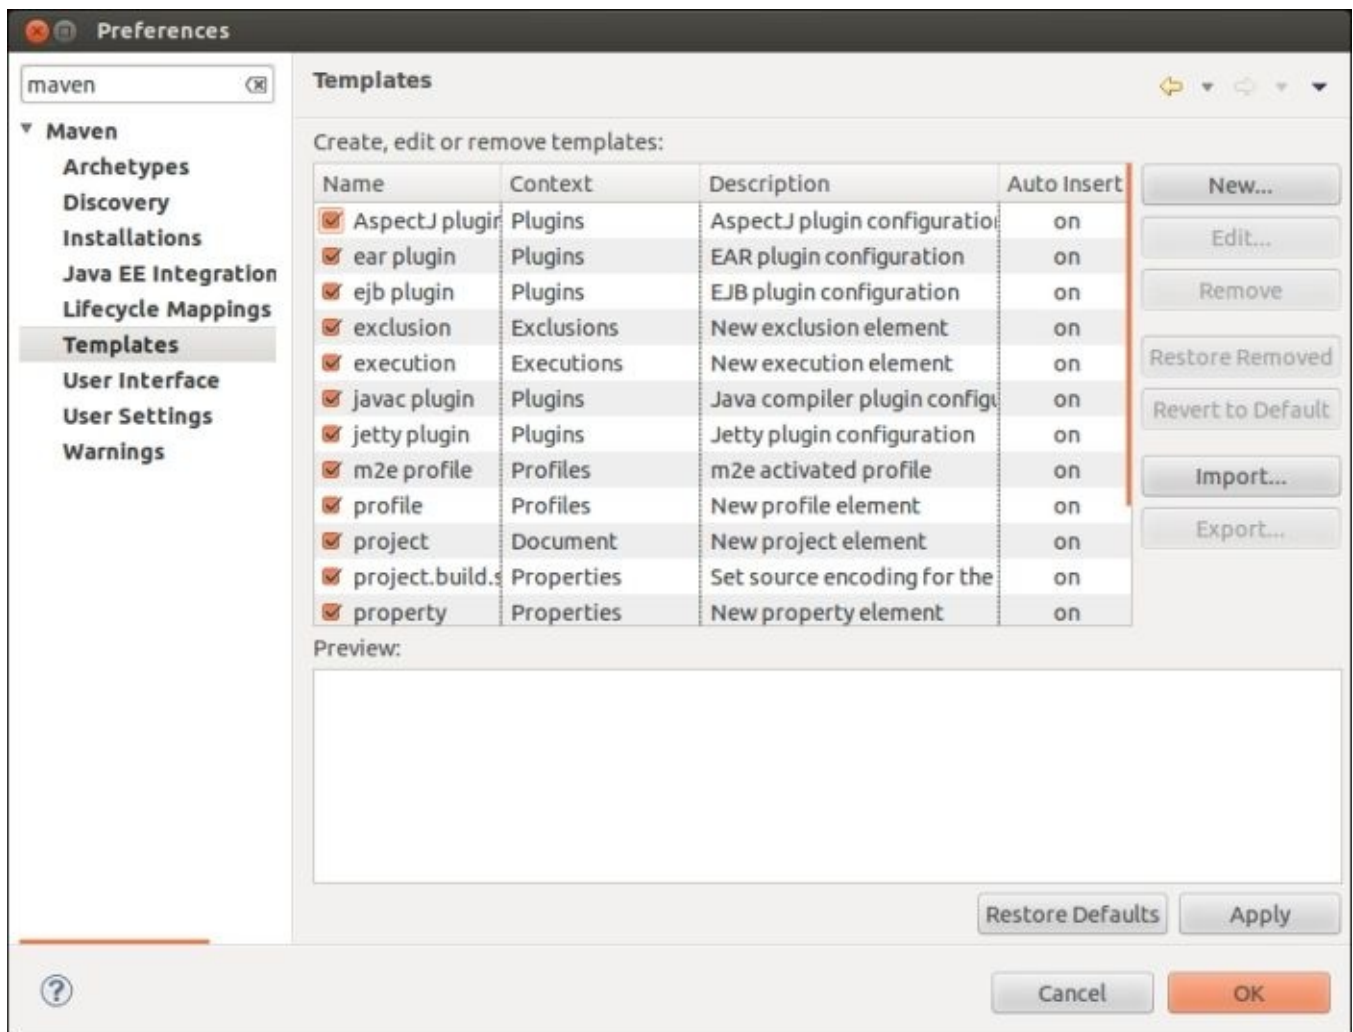 Preferences
maven
Maven
Archetypes
Discovery
Installations
Java EE Integration
Lifecycle Mappings
Templates
User Interface
User Settings
Warnings
Templates
Create, edit or remove templates:
Name Context Description Auto Insert
AspectJ plugin Plugins AspectJ plugin configuration on
ear plugin Plugins EAR plugin configuration on
ejb plugin Plugins EJB plugin configuration on
exclusion Exclusions New exclusion element on
execution Executions New execution element on
javac plugin Plugins Java compiler plugin configu on
jetty plugin Plugins Jetty plugin configuration on
m2e profile Profiles m2e activated profile on
profile Profiles New profile element on
project Document New project element on
project.build.s Properties Set source encoding for the on
property Properties New property element on
New...
Edit...
Remove
Restore Removed
Revert to Default
Import...
Export...
Preview:
Restore Defaults Apply
? Cancel OK